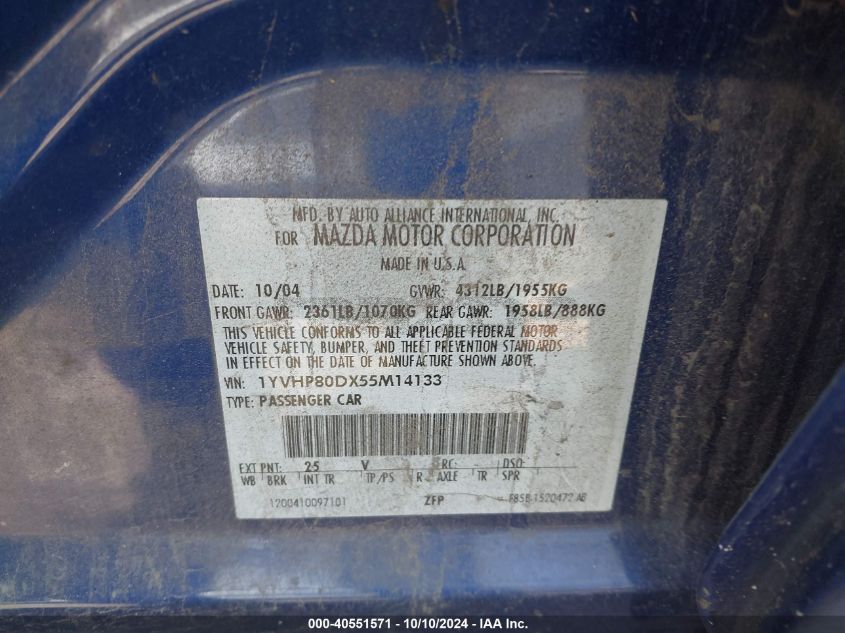 MFD. BY AUTO ALLIANCE INTERNATIONAL, INC.
FOR MAZDA MOTOR CORPORATION
MADE IN U.S.A
DATE: 10/04 GVWR: 4312LB/1955KG
FRONT GAWR: 2361LB/1070KG REAR GAWR: 1958LB/888KG
THIS VEHICLE CONFORMS TO ALL APPLICABLE FEDERAL MOTOR
VEHICLE SAFETY, BUMPER, AND THEFT PREVENTION STANDARDS
IN EFFECT ON THE DATE OF MANUFACTURE SHOWN ABOVE.
VIN: 1YVHP80DX55M14133
TYPE: PASSENGER CAR
EXT PNT: 25 V RC: - DSO:
WB BRK INT TR TP/PS R AXLE TR SPR
1200410097101 ZFP F85B-1520472-AB
000-40551571 - 10/10/2024 - IAA Inc.